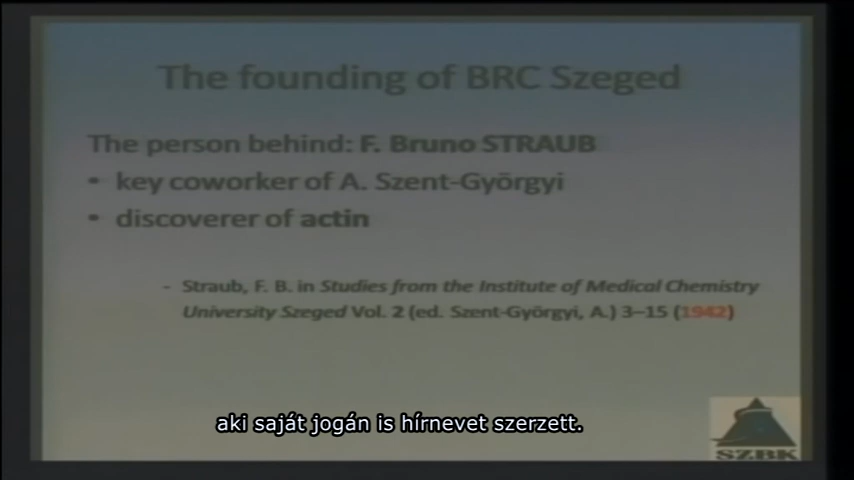 The founding of BRC Szeged
The person behind: F. Bruno STRAUB
• key coworker of A. Szent-Györgyi
• discoverer of actin
- Straub, F. B. in Studies from the Institute of Medical Chemistry
University Szeged Vol. 2 (ed. Szent-Györgyi, A.) 3–15 (1942)
aki saját jogán is hírnevet szerzett.
SZBK